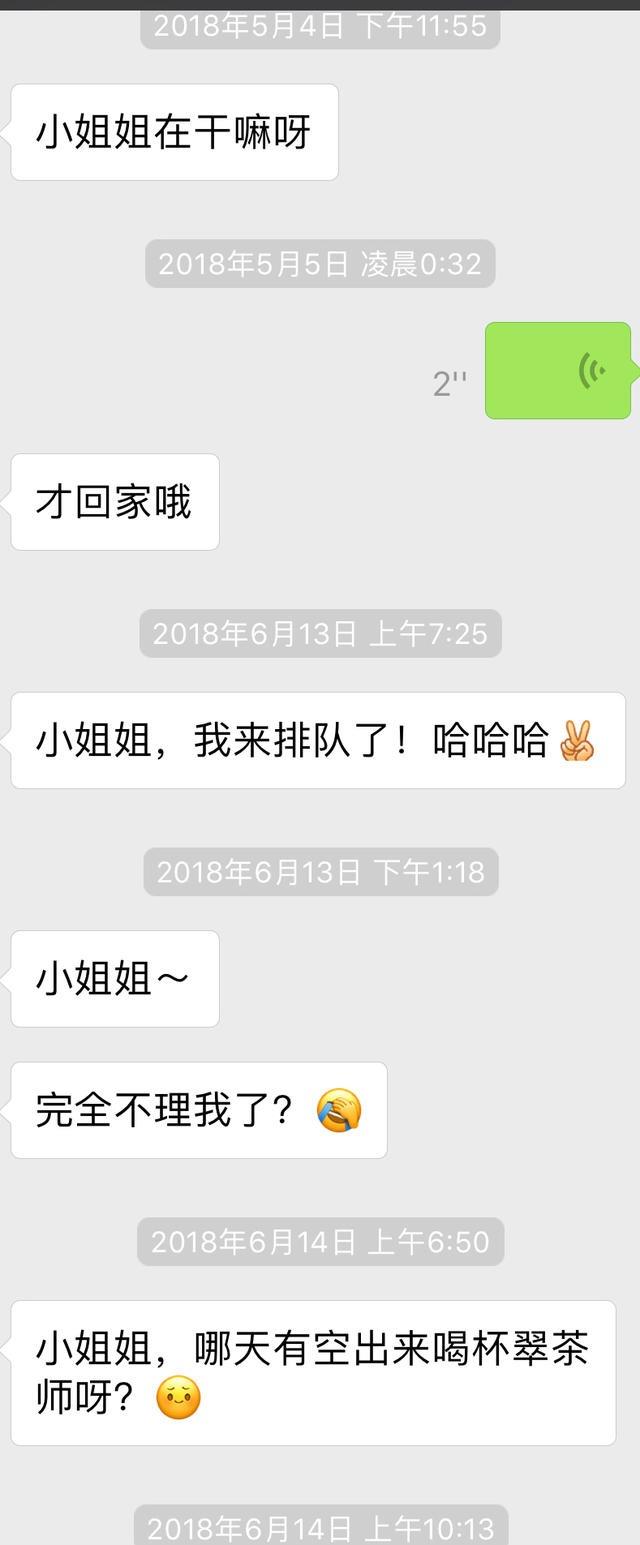 2018年5月4日 下午11:55
小姐姐在干嘛呀
2018年5月5日 凌晨0:32
2''
才回家哦
2018年6月13日 上午7:25
小姐姐，我来排队了！哈哈哈✌️
2018年6月13日 下午1:18
小姐姐～
完全不理我了？🤦
2018年6月14日 上午6:50
小姐姐，哪天有空出来喝杯翠茶
师呀？☺️
2018年6月14日 上午10:13